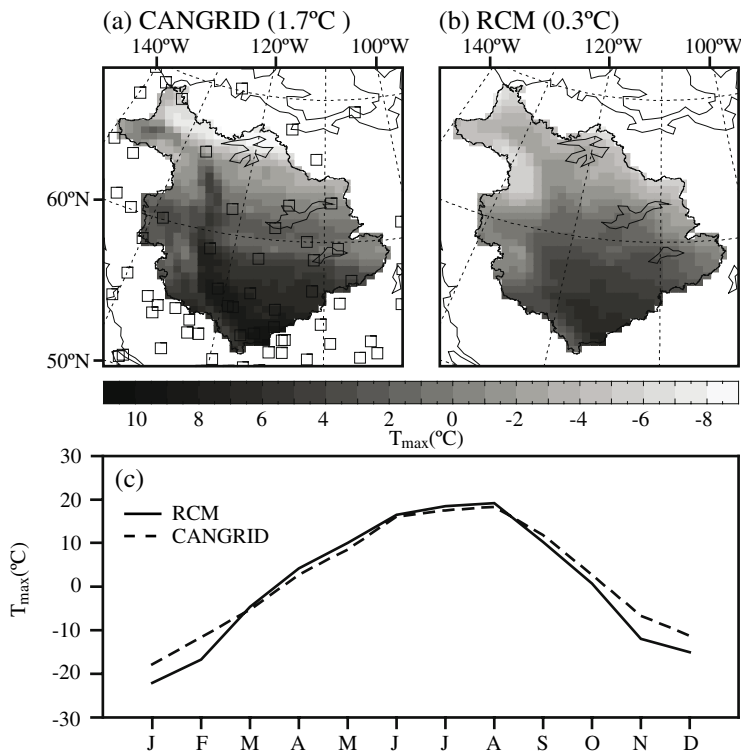 (a) CANGRID (1.7ºC )
(b) RCM (0.3ºC)
140ºW 120ºW 100ºW
140ºW 120ºW 100ºW
60ºN
50ºN
10 8 6 4 2 0 -2 -4 -6 -8
Tmax(ºC)
(c)
RCM
CANGRID
Tmax(ºC)
30
20
10
0
-10
-20
-30
J F M A M J J A S O N D